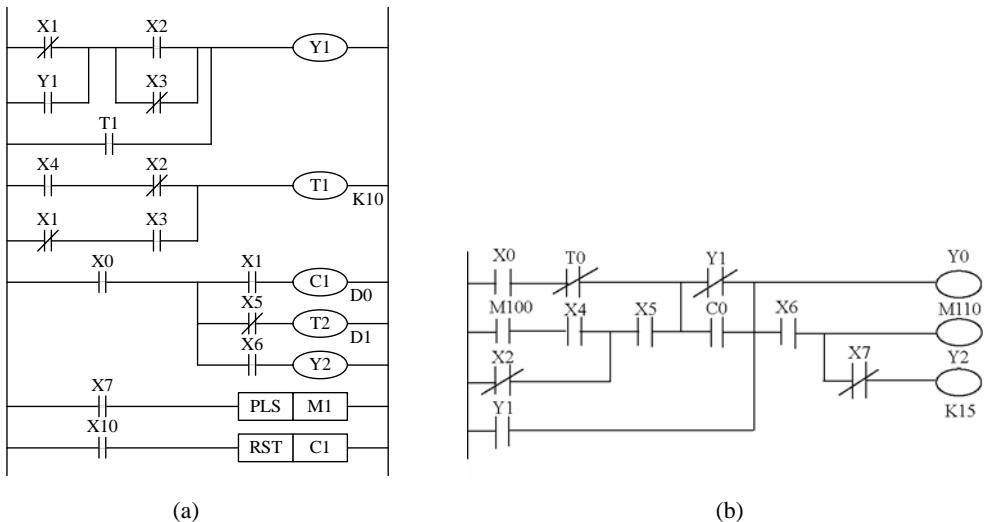 X1 X2
Y1
Y1 X3
T1
X4 X2
T1
K10
X1 X3
X0 X1
C1
D0
X5
T2
D1
X6
Y2
X7
PLS M1
X10
RST C1
(a)
X0 T0 Y1 Y0
M100 X4 X5 C0 X6 M110
X2 X7 Y2
Y1 K15
(b)